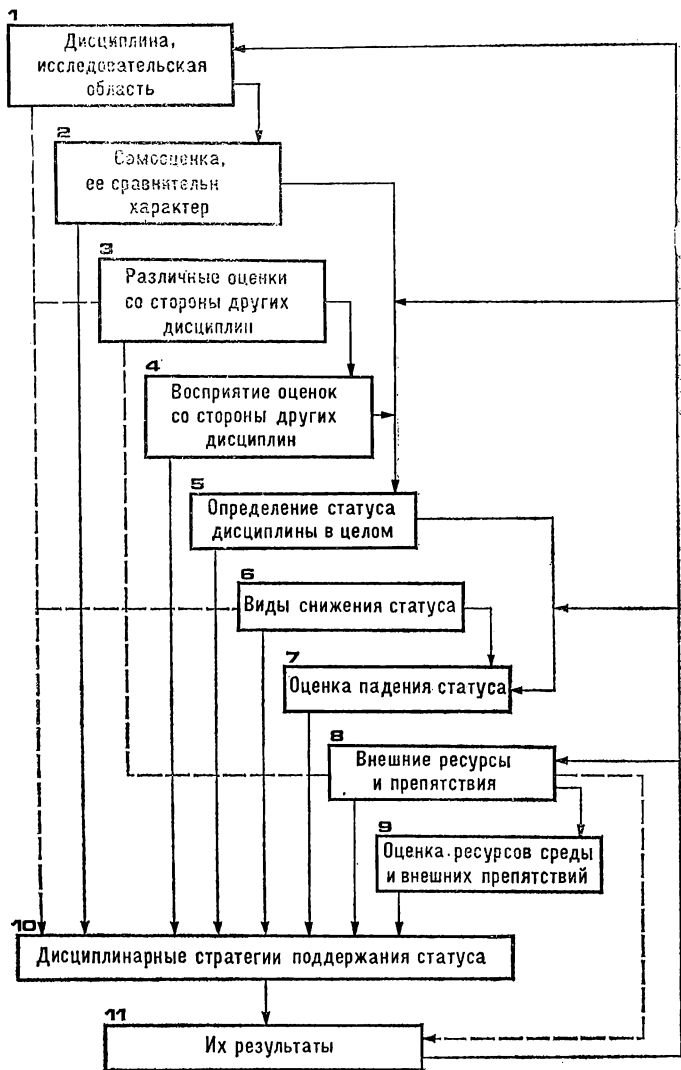 1
Дисциплина,
исследовательская
область
2
Самооценка,
ее сравнительн
характер
3
Различные оценки
со стороны других
дисциплин
4
Восприятие оценок
со стороны других
дисциплин
5
Определение статуса
дисциплины в целом
6
Виды снижения статуса
7
Оценка падения статуса
8
Внешние ресурсы
и препятствия
9
Оценка ресурсов среды
и внешних препятствий
10
Дисциплинарные стратегии поддержания статуса
11
Их результаты